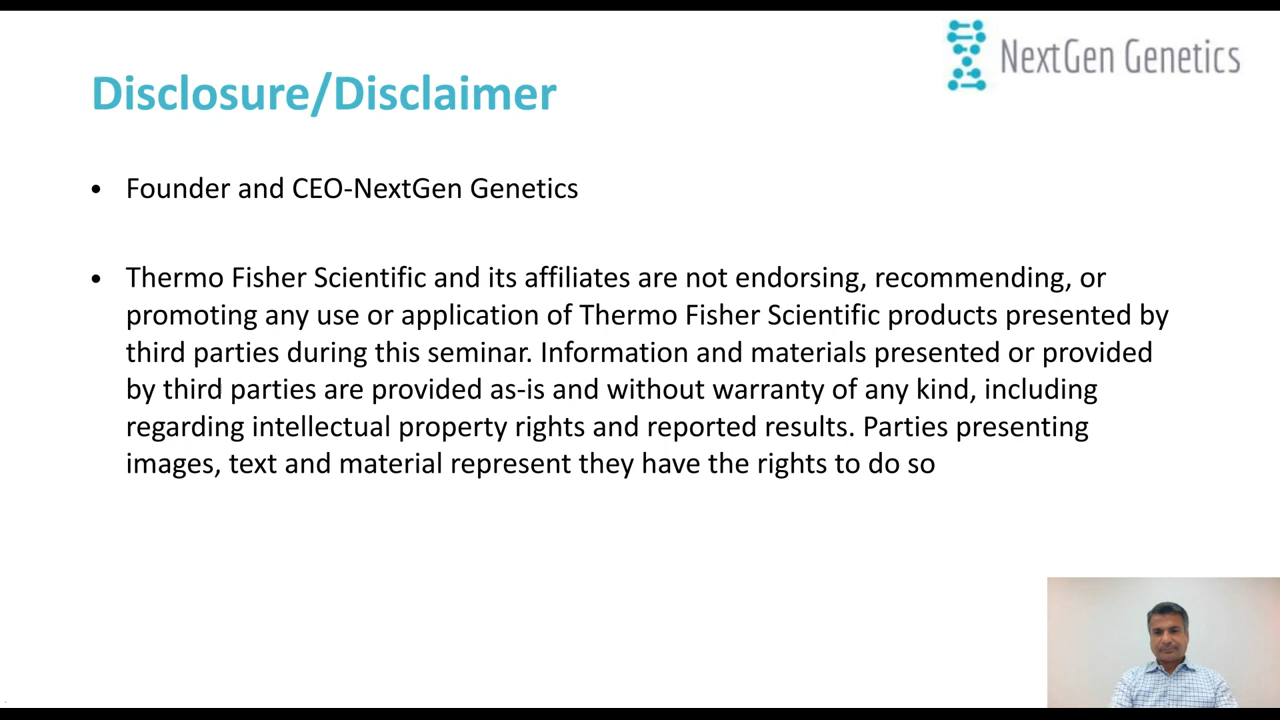 NextGen Genetics
Disclosure/Disclaimer
• Founder and CEO-NextGen Genetics
• Thermo Fisher Scientific and its affiliates are not endorsing, recommending, or
promoting any use or application of Thermo Fisher Scientific products presented by
third parties during this seminar. Information and materials presented or provided
by third parties are provided as-is and without warranty of any kind, including
regarding intellectual property rights and reported results. Parties presenting
images, text and material represent they have the rights to do so